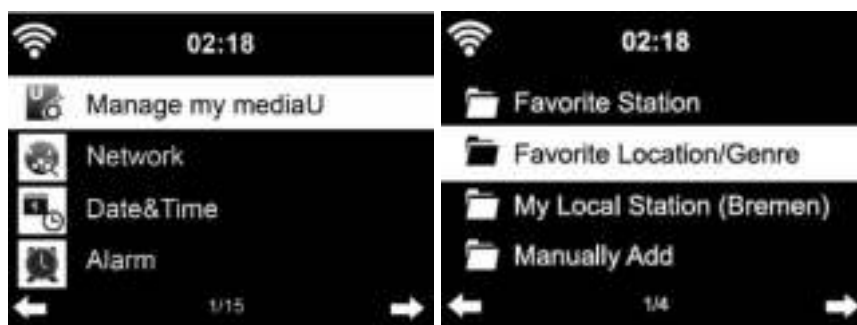 02:18
Manage my mediaU
Network
Date&Time
Alarm
1/15
02:18
Favorite Station
Favorite Location/Genre
My Local Station (Bremen)
Manually Add
1/4